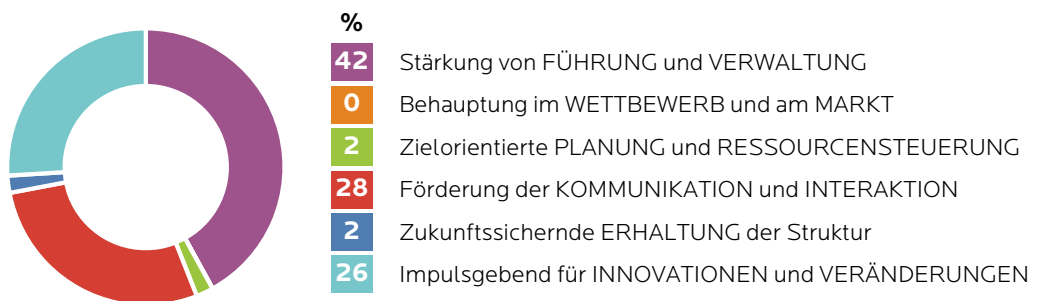 %
42 Stärkung von FÜHRUNG und VERWALTUNG
0 Behauptung im WETTBEWERB und am MARKT
2 Zielorientierte PLANUNG und RESSOURCENSTEUERUNG
28 Förderung der KOMMUNIKATION und INTERAKTION
2 Zukunftssichernde ERHALTUNG der Struktur
26 Impulsgebend für INNOVATIONEN und VERÄNDERUNGEN